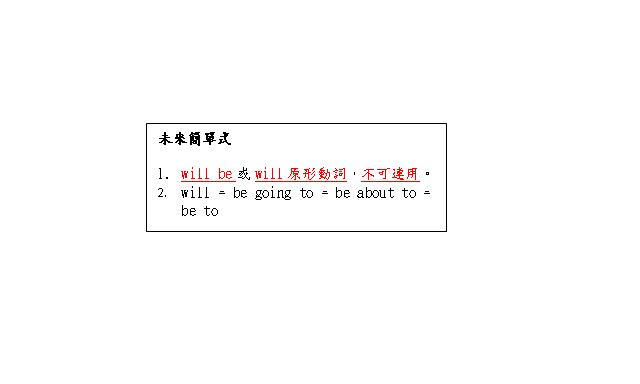 未來簡單式
1. will be 或 will 原形動詞，不可連用。
2. will = be going to = be about to =
be to